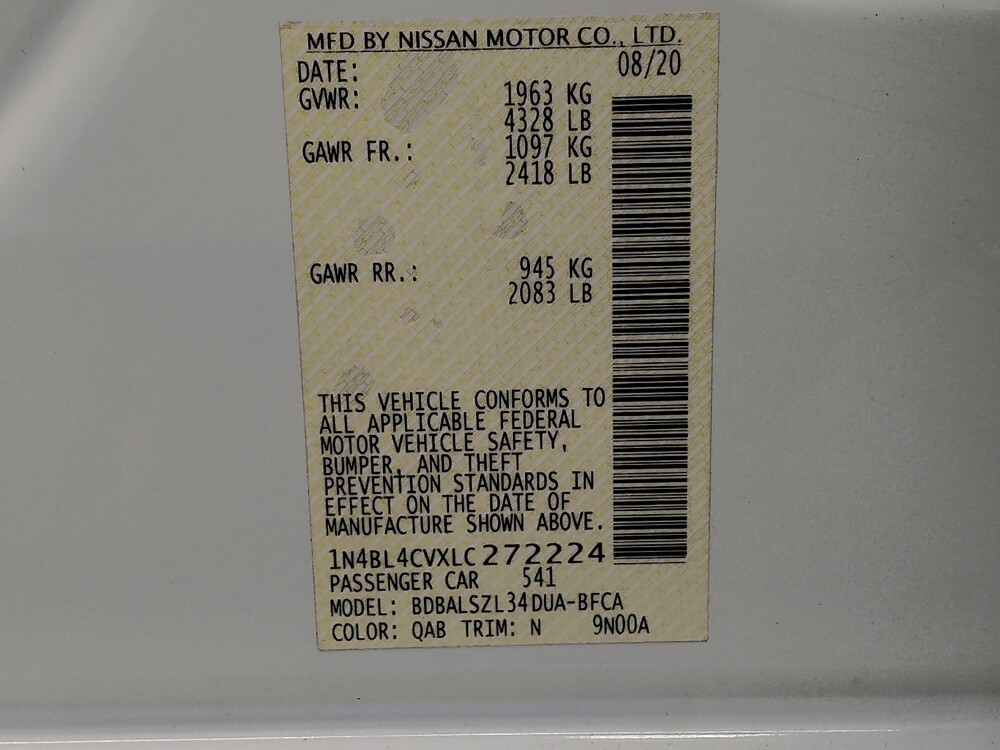 MFD BY NISSAN MOTOR CO., LTD.
DATE: 08/20
GVWR: 1963 KG
4328 LB
GAWR FR.: 1097 KG
2418 LB
GAWR RR.: 945 KG
2083 LB
THIS VEHICLE CONFORMS TO
ALL APPLICABLE FEDERAL
MOTOR VEHICLE SAFETY,
BUMPER, AND THEFT
PREVENTION STANDARDS IN
EFFECT ON THE DATE OF
MANUFACTURE SHOWN ABOVE.
1N4BL4CVXLC272224
PASSENGER CAR 541
MODEL: BDBALSZL34DUA-BFCA
COLOR: QAB TRIM: N 9N00A